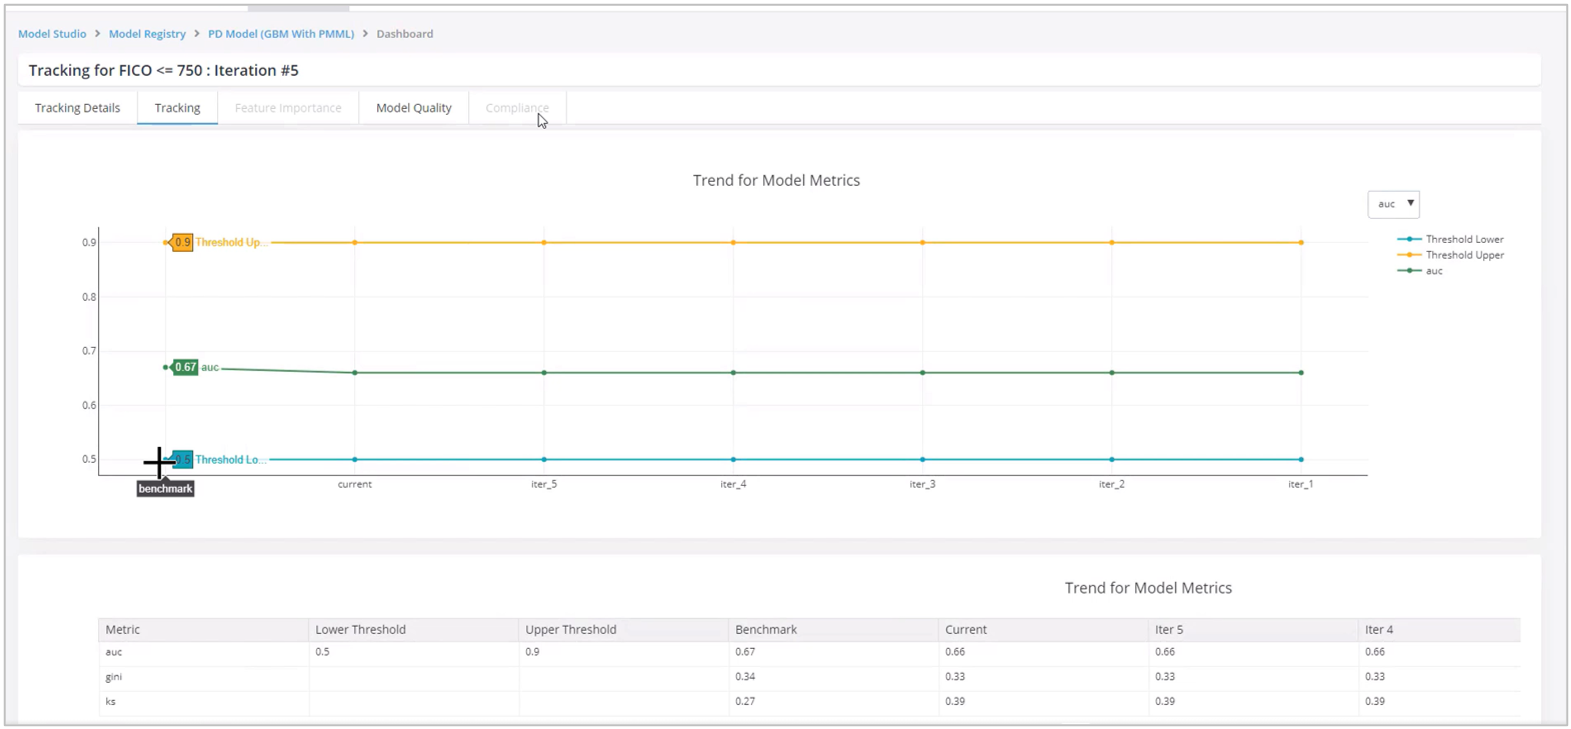 Model Studio > Model Registry > PD Model (GBM With PMML) > Dashboard
Tracking for FICO <= 750 : Iteration #5
Tracking Details Tracking Feature Importance Model Quality Compliance
Trend for Model Metrics
auc ▼
Threshold Lower
Threshold Upper
auc
0.9 0.9 Threshold Up...
0.8
0.7
0.67 auc
0.6
0.5 0.5 Threshold Lo...
benchmark current iter_5 iter_4 iter_3 iter_2 iter_1
Trend for Model Metrics
Metric Lower Threshold Upper Threshold Benchmark Current Iter 5 Iter 4
auc 0.5 0.9 0.67 0.66 0.66 0.66
gini 0.34 0.33 0.33 0.33
ks 0.27 0.39 0.39 0.39